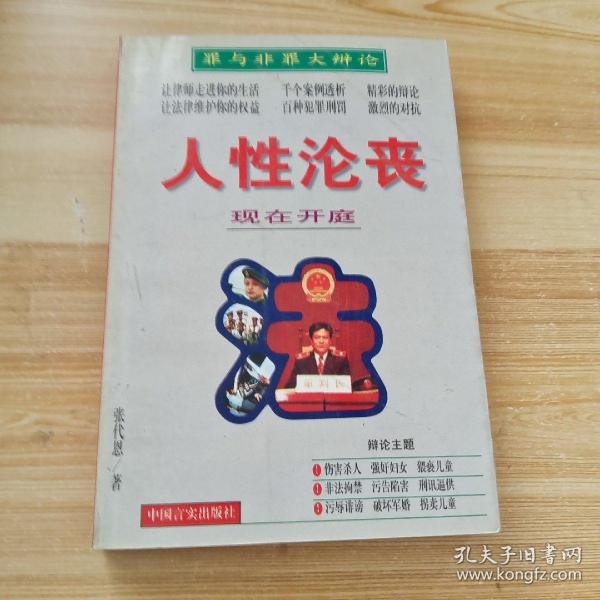 罪与非罪大辩论
让律师走进你的生活 千个案例透析 精彩的辩论
让法律维护你的权益 百种犯罪刑罚 激烈的对抗
人性沦丧
现在开庭
法
审判长
张代恩/著
辩论主题
伤害杀人 强奸妇女 猥亵儿童
非法拘禁 污告陷害 刑讯逼供
污辱诽谤 破坏军婚 拐卖儿童
中国言实出版社
孔夫子旧书网
www.kongfz.com